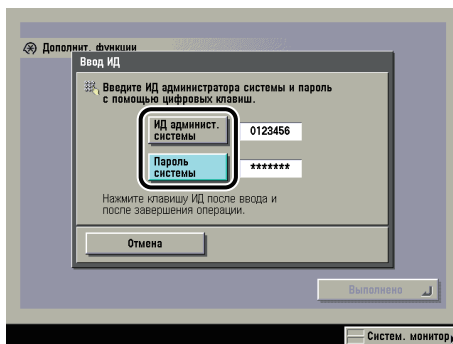 Дополнит. функции
Ввод ИД
Введите ИД администратора системы и пароль
с помощью цифровых клавиш.
ИД админист.
системы
0123456
Пароль
системы
*******
Нажмите клавишу ИД после ввода и
после завершения операции.
Отмена
Выполнено
Систем. монитор